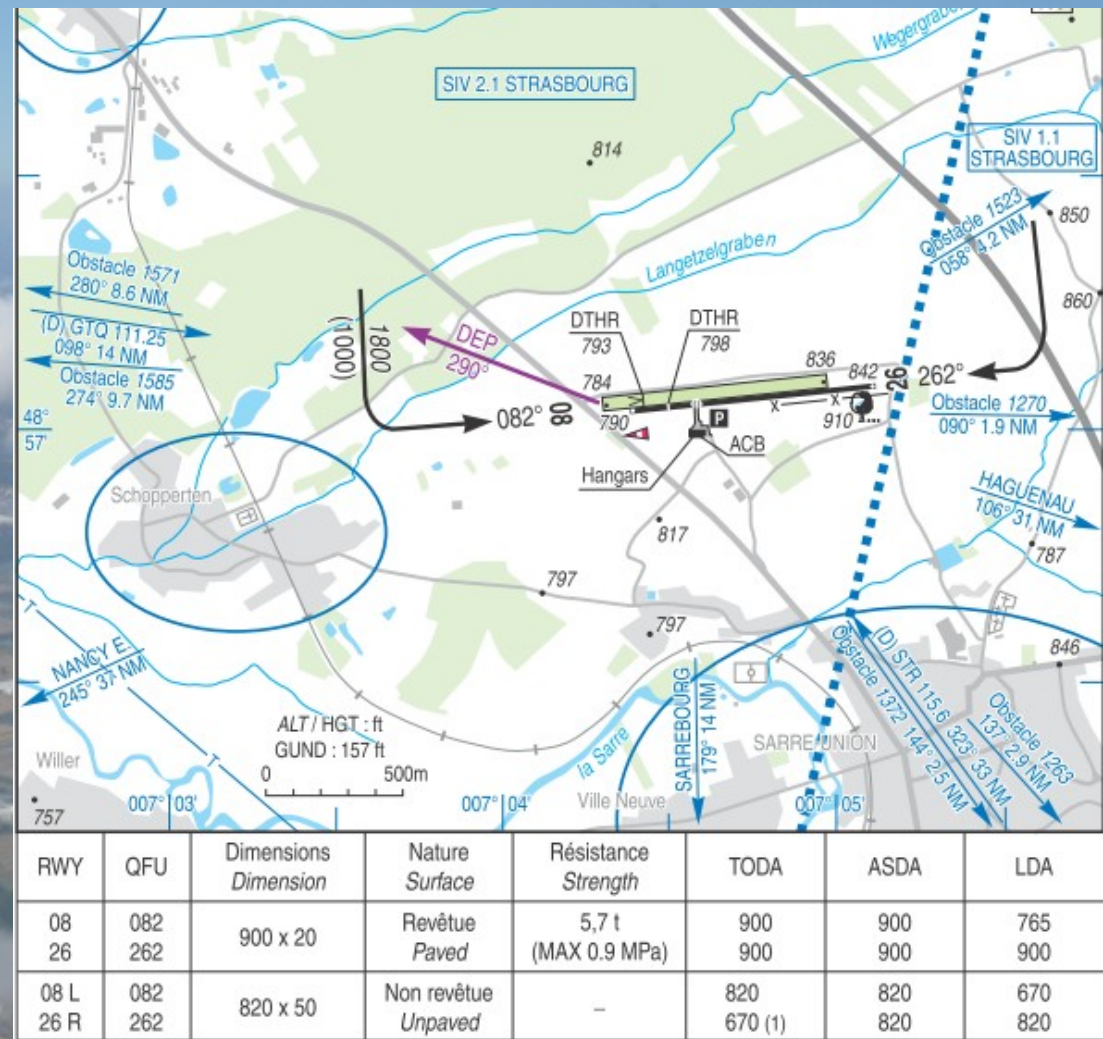 Wegergraben
SIV 2.1 STRASBOURG
SIV 1.1
STRASBOURG
814
850
Obstacle 1523
058° 4.2 NM
Langetzelgraben
Obstacle 1571
280° 8.6 NM
(D) GTQ 111.25
098° 14 NM
Obstacle 1585
274° 9.7 NM
860
1800
(1000)
DEP
290°
DTHR
793
DTHR
798
784
836
842
26
262°
082°
08
790
P
910
Obstacle 1270
090° 1.9 NM
48°
57'
ACB
Hangars
Schopperten
HAGUENAU
106° 31 NM
817
787
797
797
846
NANCY E.
245° 37 NM
SARREBOURG
179° 14 NM
(D) STR 115.6 323° 33 NM
Obstacle 1372 144° 2.5 NM
Obstacle 1263
137° 2.9 NM
ALT / HGT : ft
GUND : 157 ft
0 500m
la Sarre
SARRE-UNION
Willer
757
007° 03'
007° 04'
Ville Neuve
007° 05'
RWY QFU Dimensions Nature Résistance TODA ASDA LDA
Dimension Surface Strength
08 082 900 x 20 Revêtue 5,7 t 900 900 765
26 262 Paved (MAX 0.9 MPa) 900 900 900
08 L 082 820 x 50 Non revêtue – 820 820 670
26 R 262 Unpaved 670 (1) 820 820